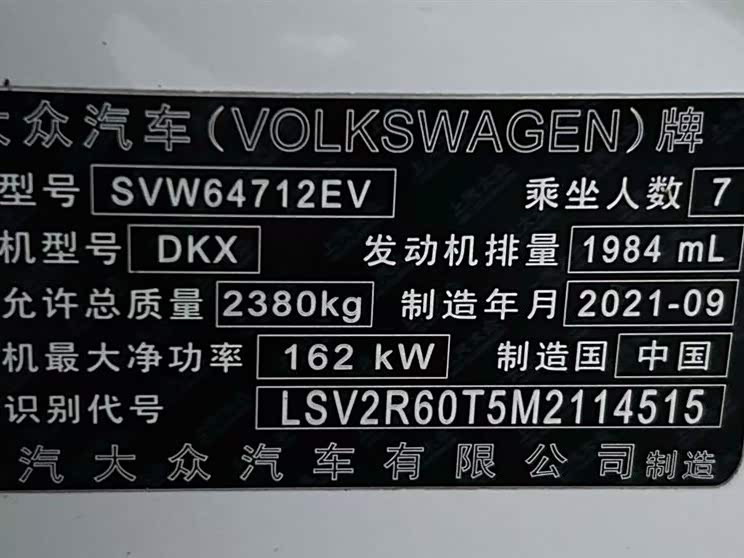 大众汽车(VOLKSWAGEN)牌
型号 SVW64712EV 乘坐人数 7
机型号 DKX 发动机排量 1984 mL
允许总质量 2380kg 制造年月 2021-09
机最大净功率 162 kW 制造国 中国
识别代号 LSV2R60T5M2114515
汽大众汽车有限公司制造